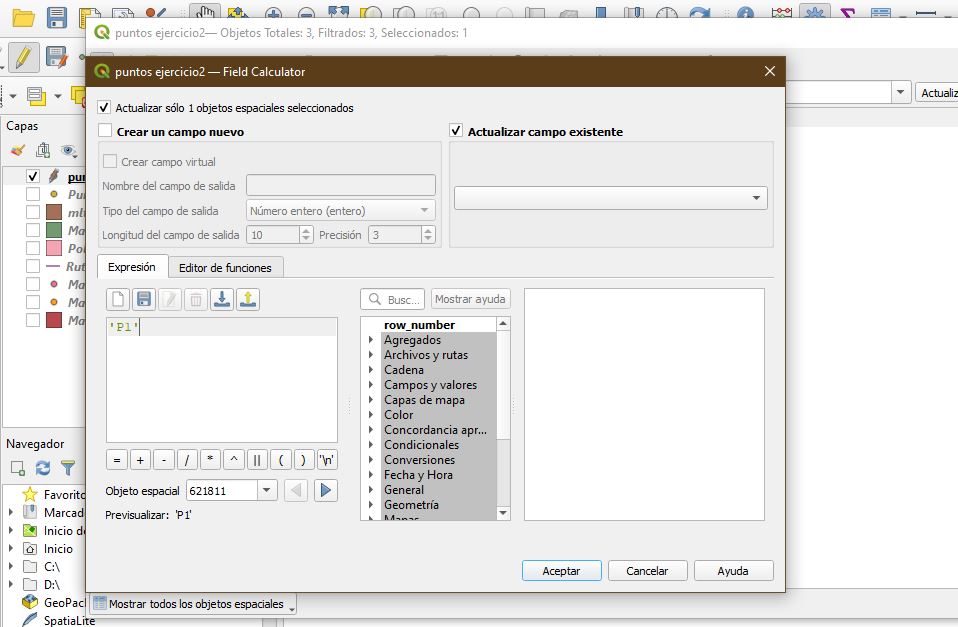 puntos ejercicio2— Objetos Totales: 3, Filtrados: 3, Seleccionados: 1
puntos ejercicio2 — Field Calculator
Actualizar sólo 1 objetos espaciales seleccionados
Actualiz
Capas
Crear un campo nuevo
Actualizar campo existente
Crear campo virtual
Nombre del campo de salida
Tipo del campo de salida
Número entero (entero)
Longitud del campo de salida
10
Precisión
3
pu
Pu
ml
Ma
Pol
Rut
Ma
Ma
Ma
Expresión
Editor de funciones
Busc...
Mostrar ayuda
'P1'
row_number
Agregados
Archivos y rutas
Cadena
Campos y valores
Capas de mapa
Color
Concordancia apr...
Condicionales
Conversiones
Fecha y Hora
General
Geometría
Mapas
= + - / * ^ || ( ) '\n'
Objeto espacial
621811
Previsualizar: 'P1'
Navegador
Favorito
Marcad
Inicio de
Inicio
C:\
D:\
GeoPac
SpatiaLite
Aceptar
Cancelar
Ayuda
Mostrar todos los objetos espaciales